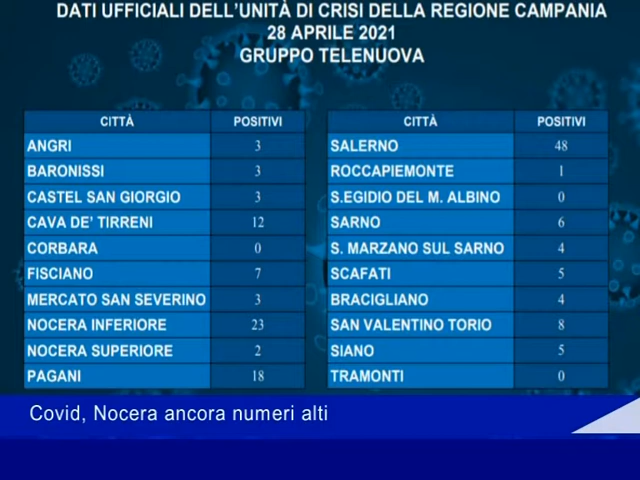 DATI UFFICIALI DELL'UNITÀ DI CRISI DELLA REGIONE CAMPANIA
28 APRILE 2021
GRUPPO TELENUOVA
CITTÀ POSITIVI
ANGRI 3
BARONISSI 3
CASTEL SAN GIORGIO 3
CAVA DE' TIRRENI 12
CORBARA 0
FISCIANO 7
MERCATO SAN SEVERINO 3
NOCERA INFERIORE 23
NOCERA SUPERIORE 2
PAGANI 18
CITTÀ POSITIVI
SALERNO 48
ROCCAPIEMONTE 1
S.EGIDIO DEL M. ALBINO 0
SARNO 6
S. MARZANO SUL SARNO 4
SCAFATI 5
BRACIGLIANO 4
SAN VALENTINO TORIO 8
SIANO 5
TRAMONTI 0
Covid, Nocera ancora numeri alti